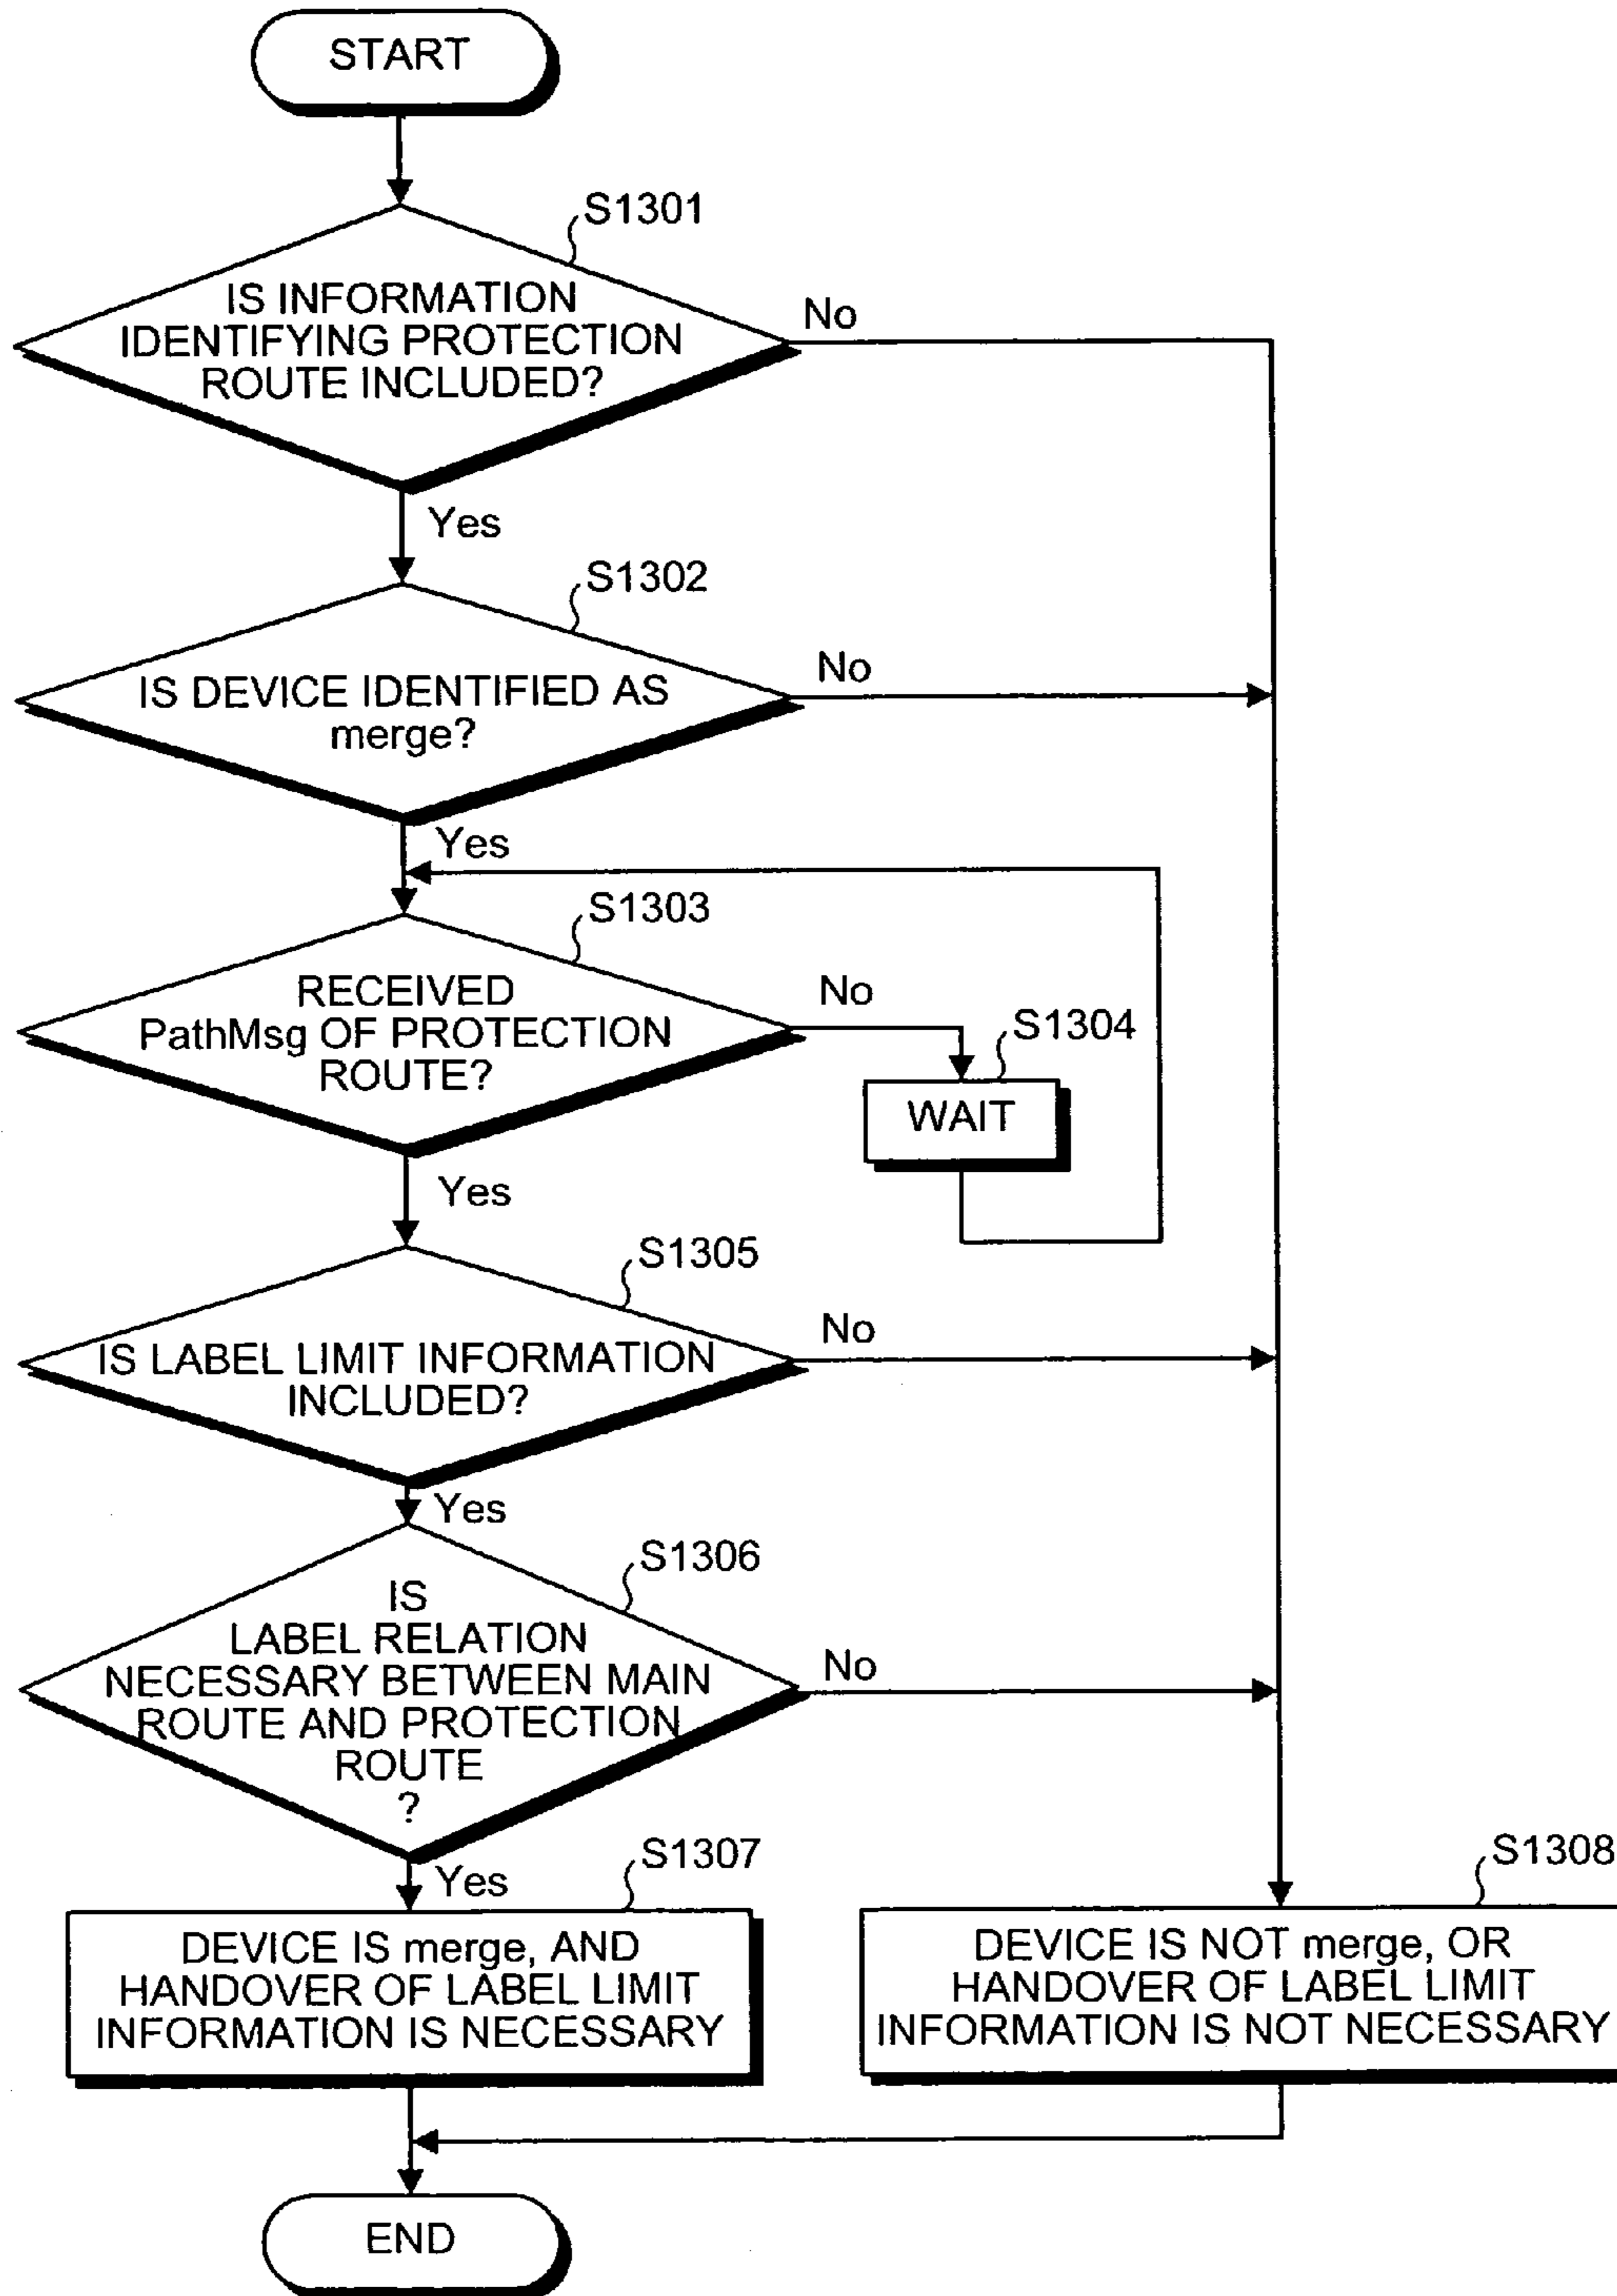 START
S1301
IS INFORMATION
IDENTIFYING PROTECTION
ROUTE INCLUDED?
No
Yes
S1302
IS DEVICE IDENTIFIED AS
merge?
No
Yes
S1303
RECEIVED
PathMsg OF PROTECTION
ROUTE?
No
S1304
WAIT
Yes
S1305
IS LABEL LIMIT INFORMATION
INCLUDED?
No
Yes
S1306
IS
LABEL RELATION
NECESSARY BETWEEN MAIN
ROUTE AND PROTECTION
ROUTE
?
No
Yes
S1307
DEVICE IS merge, AND
HANDOVER OF LABEL LIMIT
INFORMATION IS NECESSARY
S1308
DEVICE IS NOT merge, OR
HANDOVER OF LABEL LIMIT
INFORMATION IS NOT NECESSARY
END